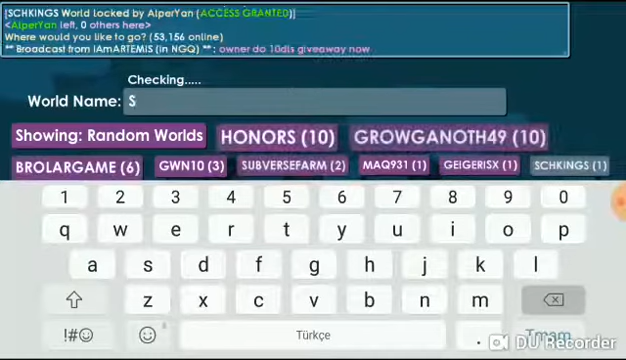 [SCHKINGS World Locked by AlperYan (ACCESS GRANTED)]
<AlperYan left, 0 others here>
Where would you like to go? (53,156 online)
** Broadcast from IAmARTEMIS (in NGQ) ** : owner do 10dls giveaway now
Checking.....
World Name: S
Showing: Random Worlds HONORS (10) GROWGANOTH49 (10)
BROLARGAME (6) GWN10 (3) SUBVERSEFARM (2) MAQ931 (1) GEIGERISX (1) SCHKINGS (1)
1 2 3 4 5 6 7 8 9 0
q w e r t y u i o p
a s d f g h j k l
z x c v b n m
!#☺ Türkçe . Tamam
DU Recorder